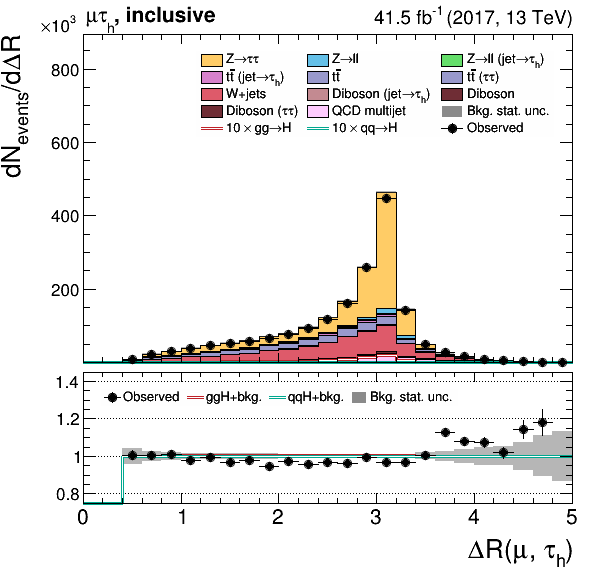 ×10³ μτₕ, inclusive 41.5 fb⁻¹ (2017, 13 TeV)
dN_events/dΔR
800
600
400
200
Z→ττ Z→ll Z→ll (jet→τₕ)
tt̄ (jet→τₕ) tt̄ tt̄ (ττ)
W+jets Diboson (jet→τₕ) Diboson
Diboson (ττ) QCD multijet Bkg. stat. unc.
10×gg→H 10×qq→H Observed
1.4
1.2
1
0.8
Observed ggH+bkg. qqH+bkg. Bkg. stat. unc.
0 1 2 3 4 5
ΔR(μ, τₕ)